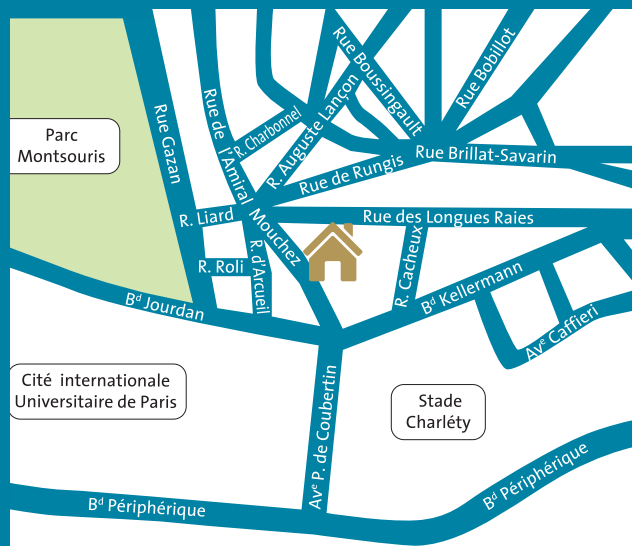 Rue Boussingault
Rue Bobillot
Rue de l'Amiral Mouchez
R. Charbonnel
R. Auguste Lançon
Rue Gazan
Parc
Montsouris
Rue Brillat-Savarin
Rue de Rungis
R. Liard
Rue des Longues Raies
R. d'Arcueil
R. Roli
R. Cacheux
Bd Kellermann
Bd Jourdan
Ave Caffieri
Cité internationale
Universitaire de Paris
Stade
Charléty
Ave P. de Coubertin
Bd Périphérique
Bd Périphérique